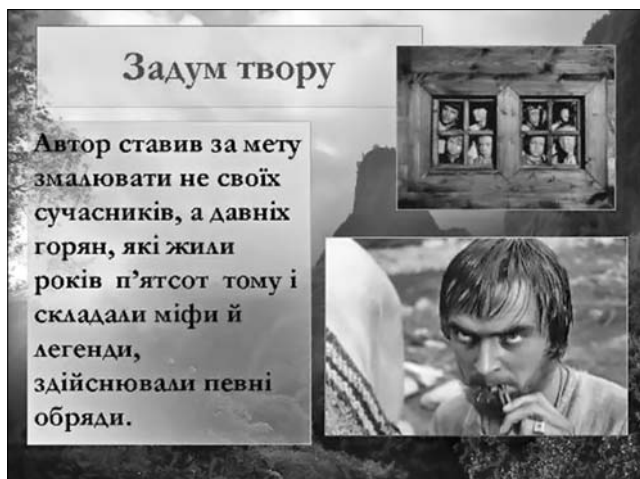 Задум твору
Автор ставив за мету
змалювати не своїх
сучасників, а давніх
горян, які жили
років п’ятсот тому і
складали міфи й
легенди,
здійснювали певні
обряди.